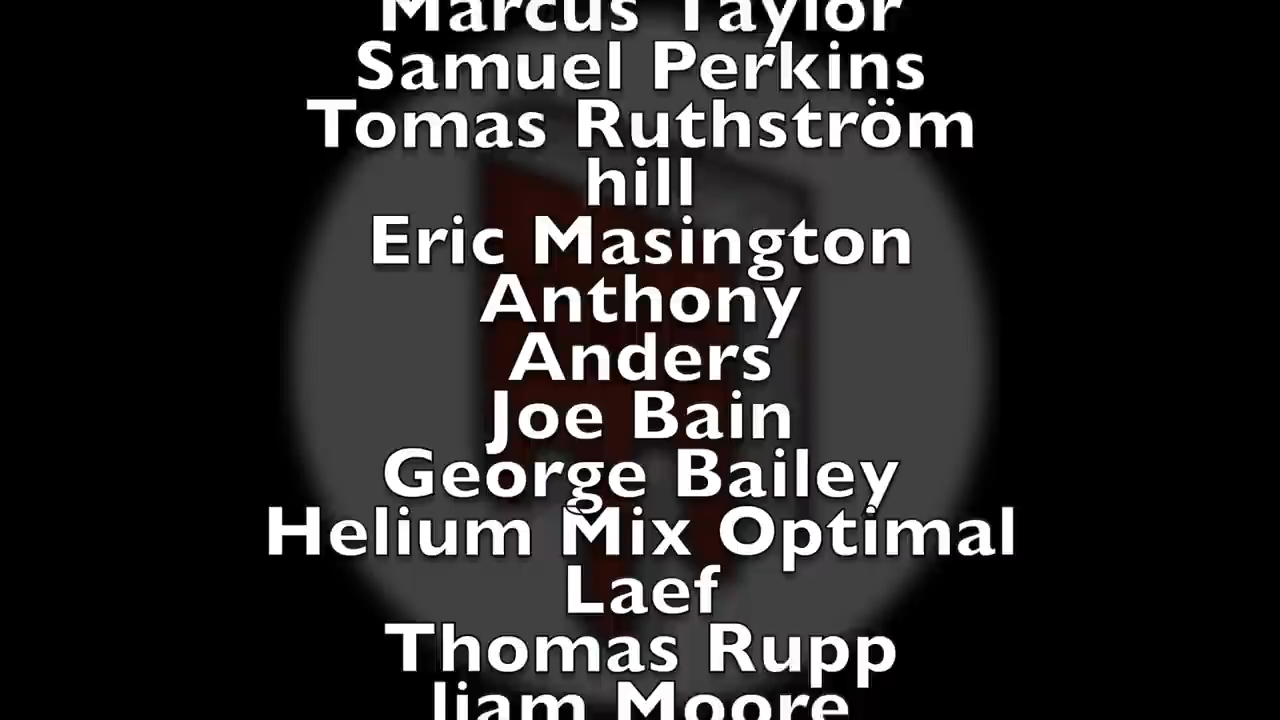 Marcus Taylor
Samuel Perkins
Tomas Ruthström
hill
Eric Masington
Anthony
Anders
Joe Bain
George Bailey
Helium Mix Optimal
Laef
Thomas Rupp
liam Moore